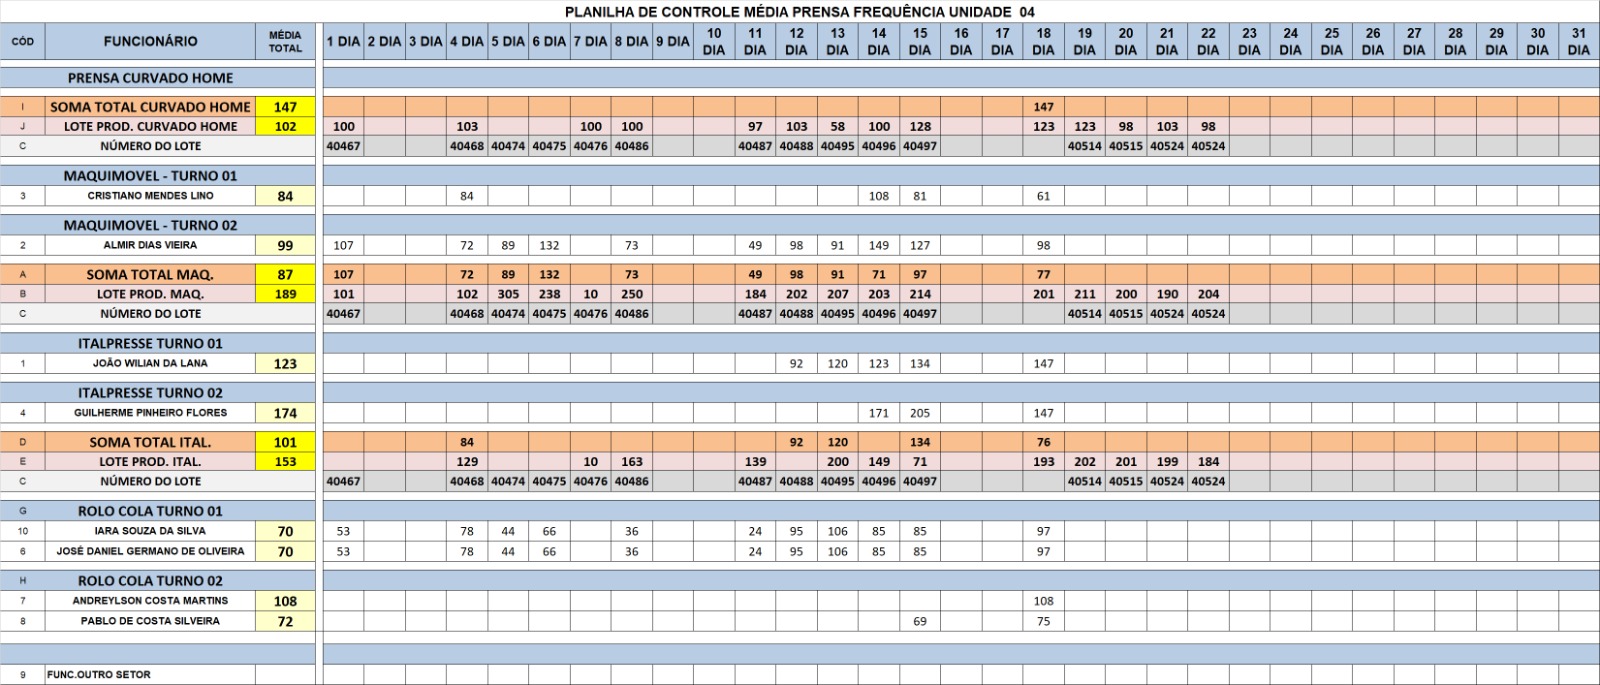 PLANILHA DE CONTROLE MÉDIA PRENSA FREQUÊNCIA UNIDADE 04
CÓD FUNCIONÁRIO MÉDIA TOTAL 1 DIA 2 DIA 3 DIA 4 DIA 5 DIA 6 DIA 7 DIA 8 DIA 9 DIA 10 DIA 11 DIA 12 DIA 13 DIA 14 DIA 15 DIA 16 DIA 17 DIA 18 DIA 19 DIA 20 DIA 21 DIA 22 DIA 23 DIA 24 DIA 25 DIA 26 DIA 27 DIA 28 DIA 29 DIA 30 DIA 31 DIA
PRENSA CURVADO HOME
I SOMA TOTAL CURVADO HOME 147 147
J LOTE PROD. CURVADO HOME 102 100 103 100 100 97 103 58 100 128 123 123 98 103 98
C NÚMERO DO LOTE 40467 40468 40474 40475 40476 40486 40487 40488 40495 40496 40497 40514 40515 40524 40524
MAQUIMOVEL - TURNO 01
3 CRISTIANO MENDES LINO 84 84 108 81 61
MAQUIMOVEL - TURNO 02
2 ALMIR DIAS VIEIRA 99 107 72 89 132 73 49 98 91 149 127 98
A SOMA TOTAL MAQ. 87 107 72 89 132 73 49 98 91 71 97 77
B LOTE PROD. MAQ. 189 101 102 305 238 10 250 184 202 207 203 214 201 211 200 190 204
C NÚMERO DO LOTE 40467 40468 40474 40475 40476 40486 40487 40488 40495 40496 40497 40514 40515 40524 40524
ITALPRESSE TURNO 01
1 JOÃO WILIAN DA LANA 123 92 120 123 134 147
ITALPRESSE TURNO 02
4 GUILHERME PINHEIRO FLORES 174 171 205 147
D SOMA TOTAL ITAL. 101 84 92 120 134 76
E LOTE PROD. ITAL. 153 129 10 163 139 200 149 71 193 202 201 199 184
C NÚMERO DO LOTE 40467 40468 40474 40475 40476 40486 40487 40488 40495 40496 40497 40514 40515 40524 40524
G ROLO COLA TURNO 01
10 IARA SOUZA DA SILVA 70 53 78 44 66 36 24 95 106 85 85 97
6 JOSÉ DANIEL GERMANO DE OLIVEIRA 70 53 78 44 66 36 24 95 106 85 85 97
H ROLO COLA TURNO 02
7 ANDREYLSON COSTA MARTINS 108 108
8 PABLO DE COSTA SILVEIRA 72 69 75
9 FUNC.OUTRO SETOR